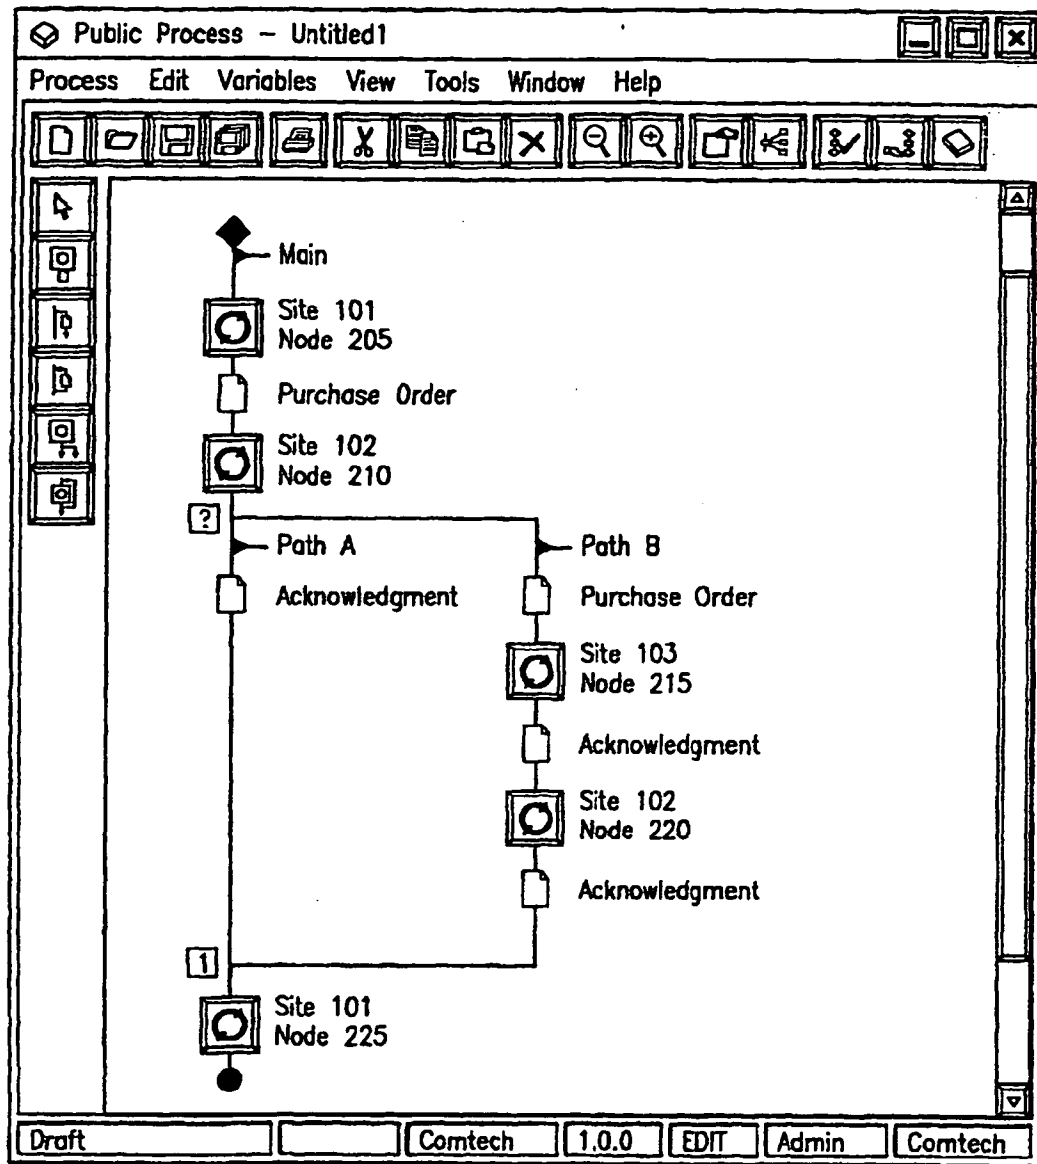 Public Process – Untitled1
Process Edit Variables View Tools Window Help
Main
Site 101
Node 205
Purchase Order
Site 102
Node 210
?
Path A
Path B
Acknowledgment
Purchase Order
Site 103
Node 215
Acknowledgment
Site 102
Node 220
Acknowledgment
1
Site 101
Node 225
Draft Comtech 1.0.0 EDIT Admin Comtech